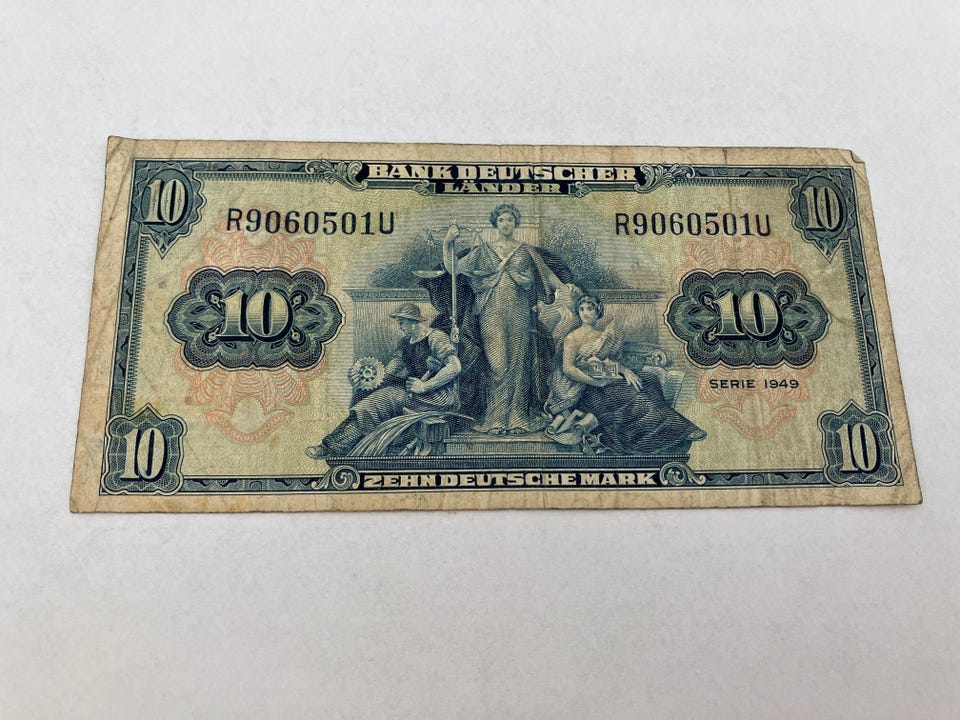 BANK DEUTSCHER
LÄNDER
10 10
R9060501U R9060501U
10 10
SERIE 1949
10 10
ZEHN DEUTSCHE MARK